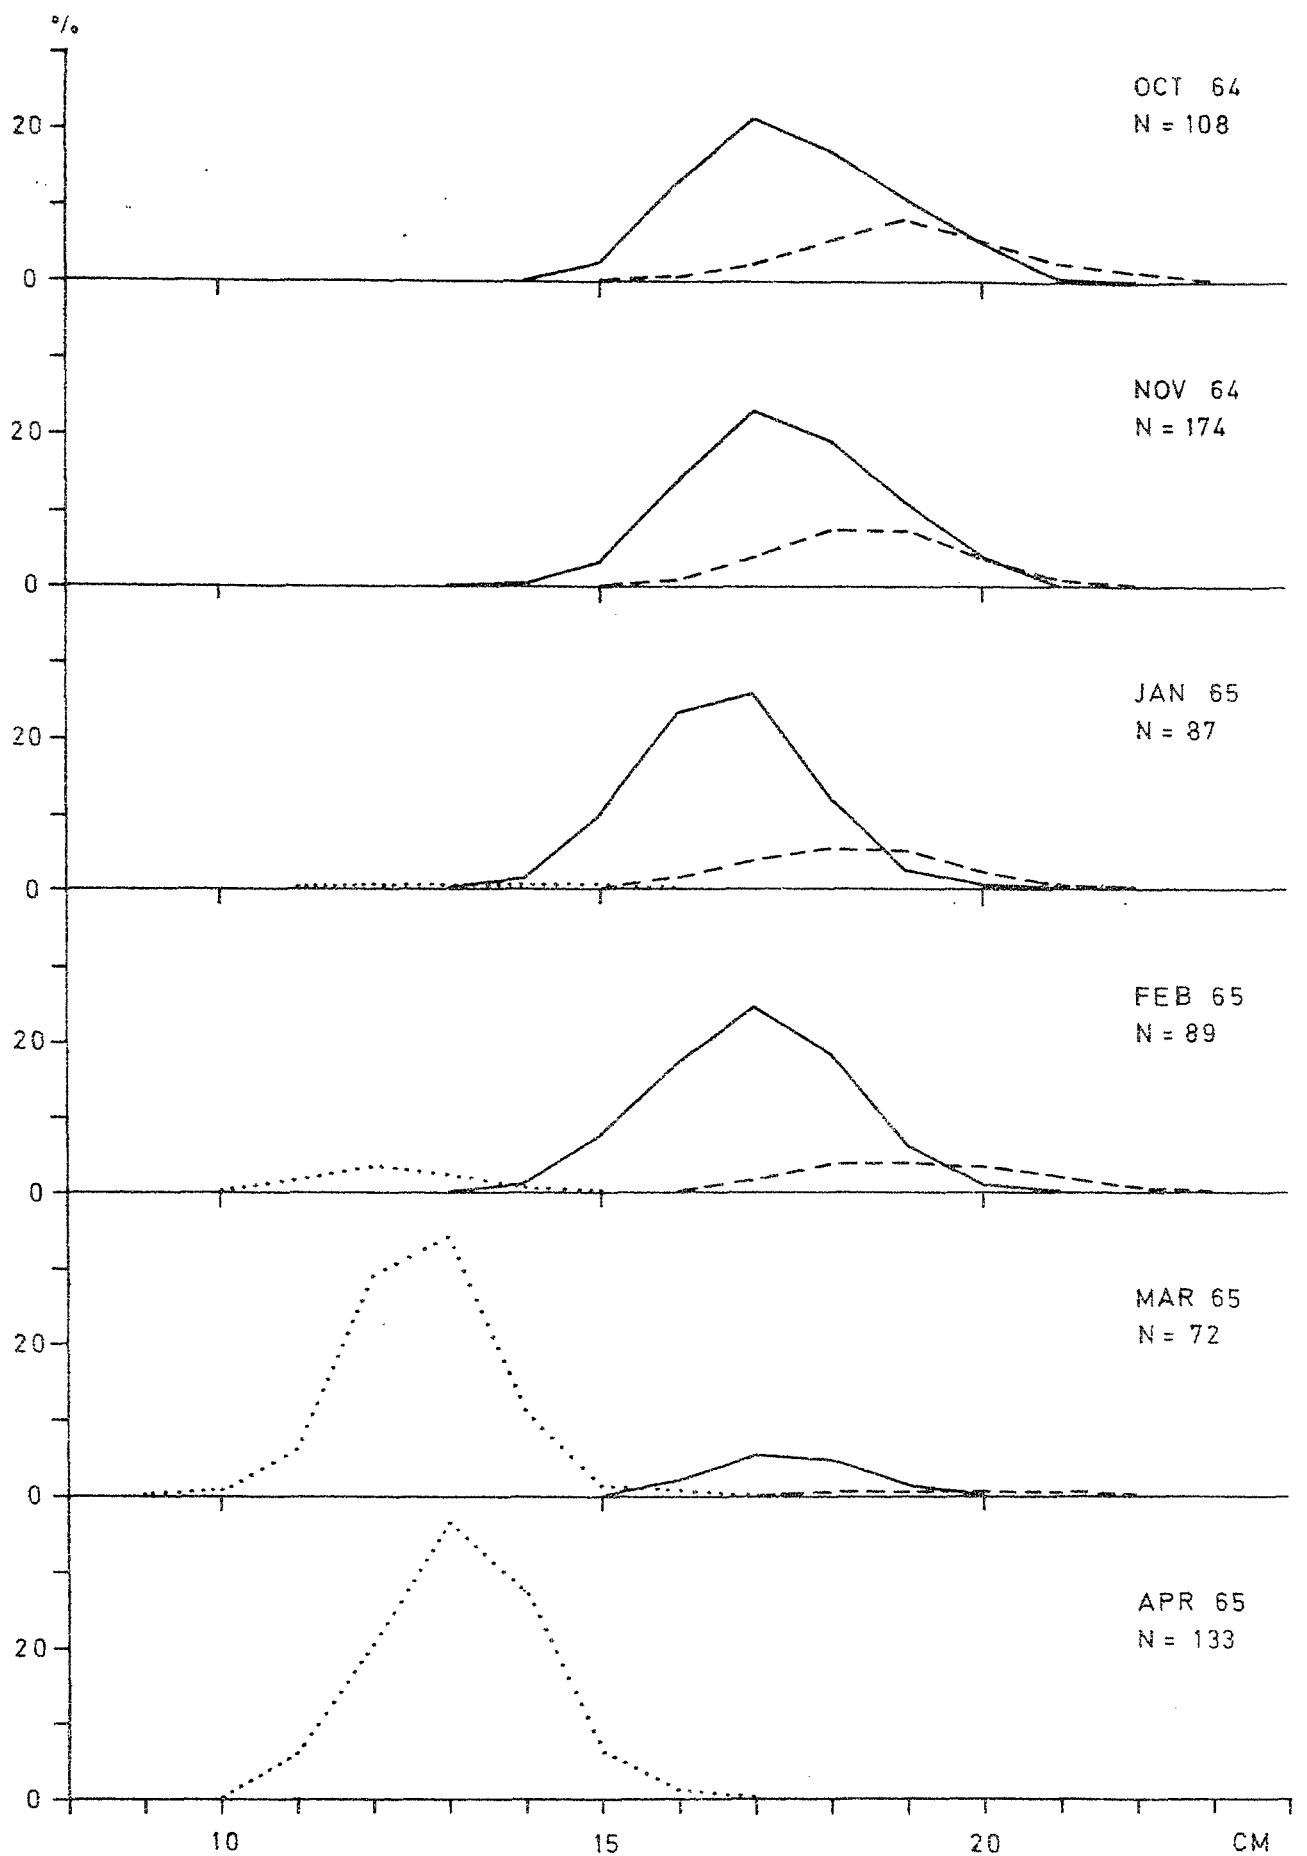 %
OCT 64
20
N = 108
0
NOV 64
20
N = 174
0
JAN 65
20
N = 87
0
FEB 65
20
N = 89
0
MAR 65
20
N = 72
0
APR 65
20
N = 133
0
10 15 20 CM